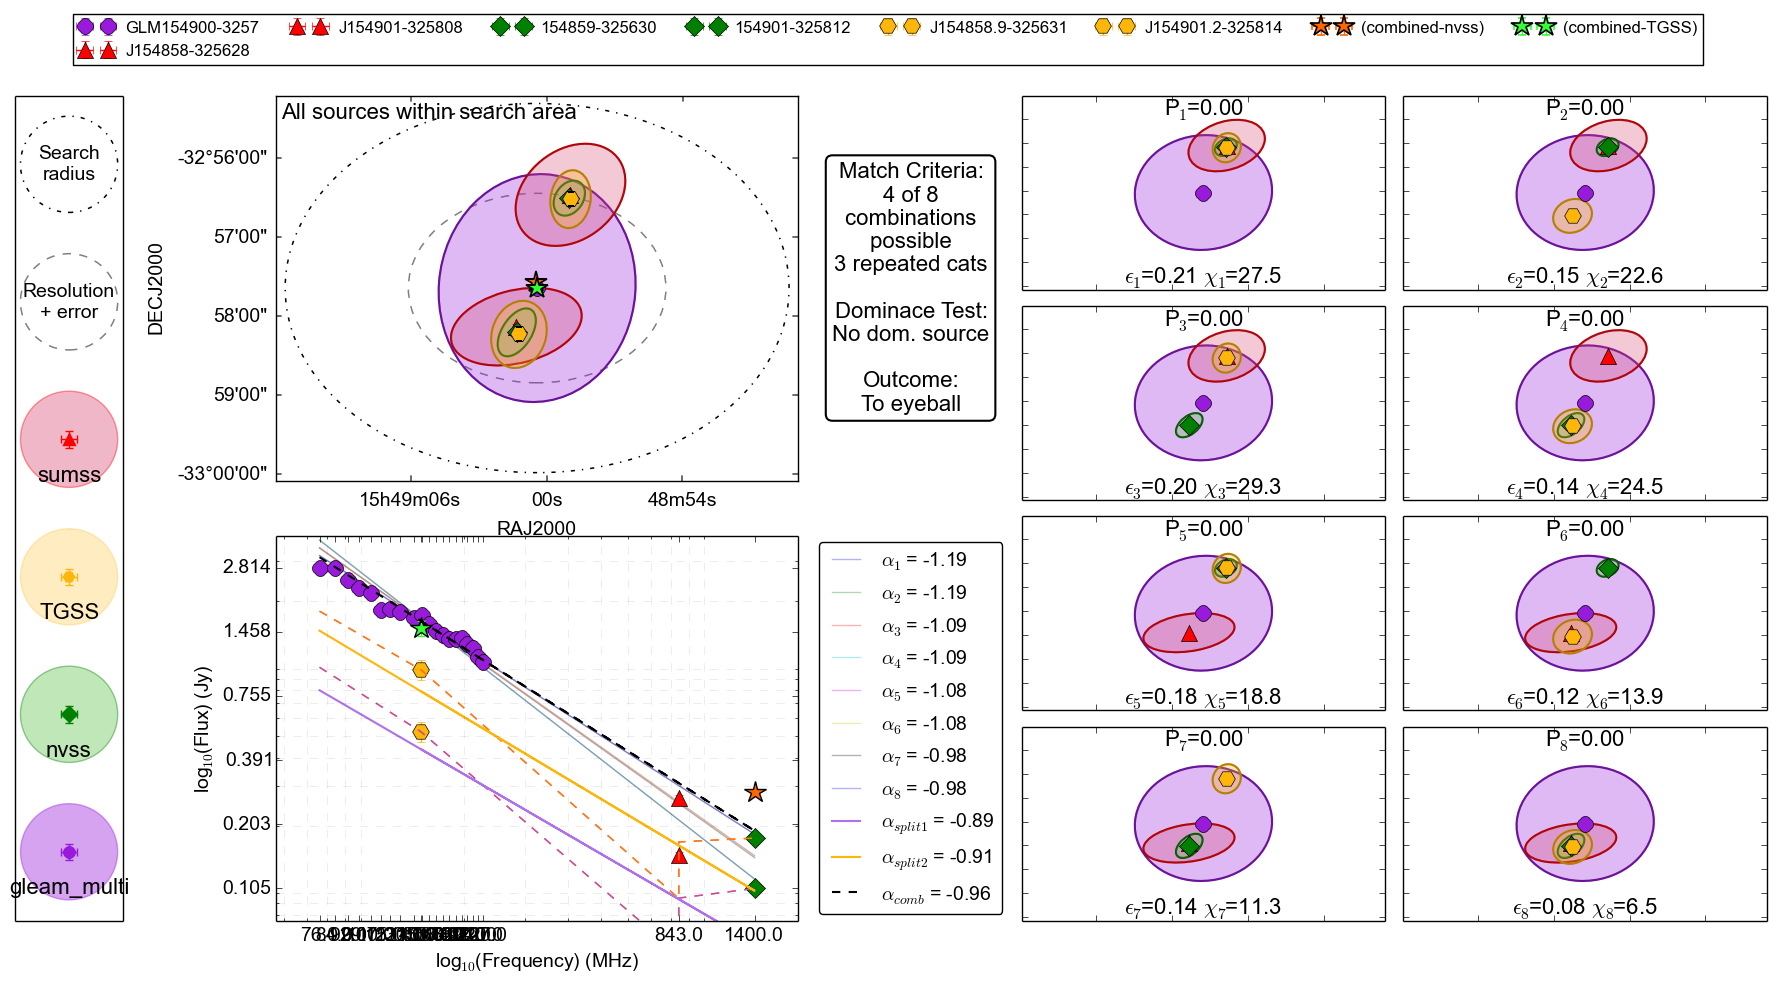 GLM154900-3257
J154901-325808
154859-325630
154901-325812
J154858.9-325631
J154901.2-325814
(combined-nvss)
(combined-TGSS)
J154858-325628
Search
radius
Resolution
+ error
sumss
TGSS
nvss
gleam_multi
All sources within search area
-32°56'00"
57'00"
58'00"
59'00"
-33°00'00"
DECJ2000
15h49m06s
00s
48m54s
RAJ2000
Match Criteria:
4 of 8
combinations
possible
3 repeated cats
Dominace Test:
No dom. source
Outcome:
To eyeball
2.814
1.458
0.755
0.391
0.203
0.105
log10(Flux) (Jy)
843.0
1400.0
log10(Frequency) (MHz)
α1 = -1.19
α2 = -1.19
α3 = -1.09
α4 = -1.09
α5 = -1.08
α6 = -1.08
α7 = -0.98
α8 = -0.98
αsplit1 = -0.89
αsplit2 = -0.91
αcomb = -0.96
P1=0.00
ϵ1=0.21 χ1=27.5
P2=0.00
ϵ2=0.15 χ2=22.6
P3=0.00
ϵ3=0.20 χ3=29.3
P4=0.00
ϵ4=0.14 χ4=24.5
P5=0.00
ϵ5=0.18 χ5=18.8
P6=0.00
ϵ6=0.12 χ6=13.9
P7=0.00
ϵ7=0.14 χ7=11.3
P8=0.00
ϵ8=0.08 χ8=6.5